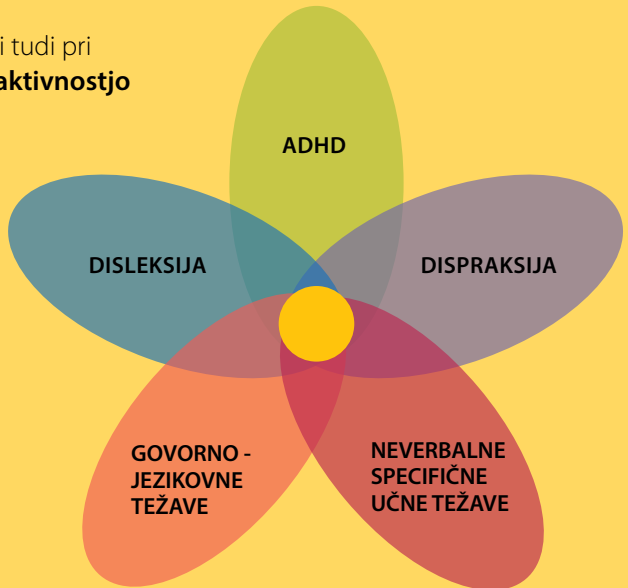 i tudi pri
aktivnostjo
ADHD
DISLEKSIJA
DISPRAKSIJA
GOVORNO -
JEZIKOVNE
TEŽAVE
NEVERBALNE
SPECIFIČNE
UČNE TEŽAVE